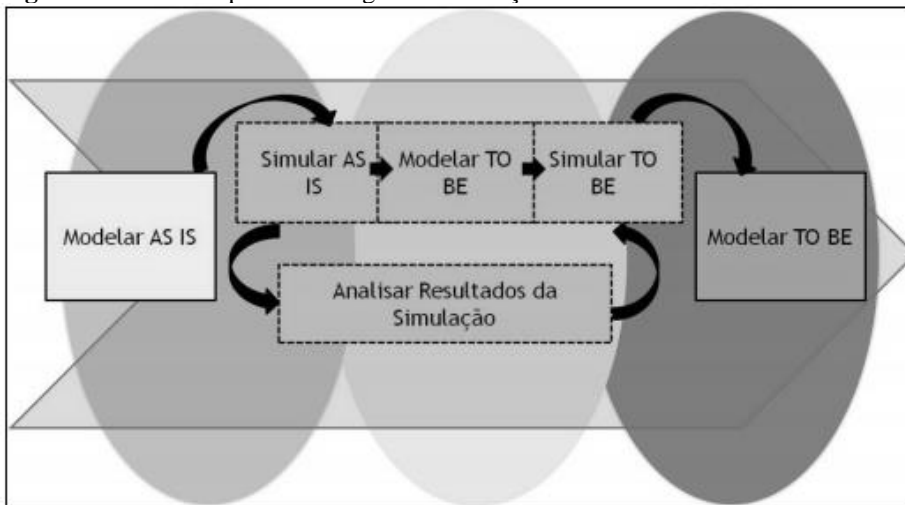 Simular AS
IS
Modelar TO
BE
Simular TO
BE
Modelar AS IS
Modelar TO BE
Analisar Resultados da
Simulação